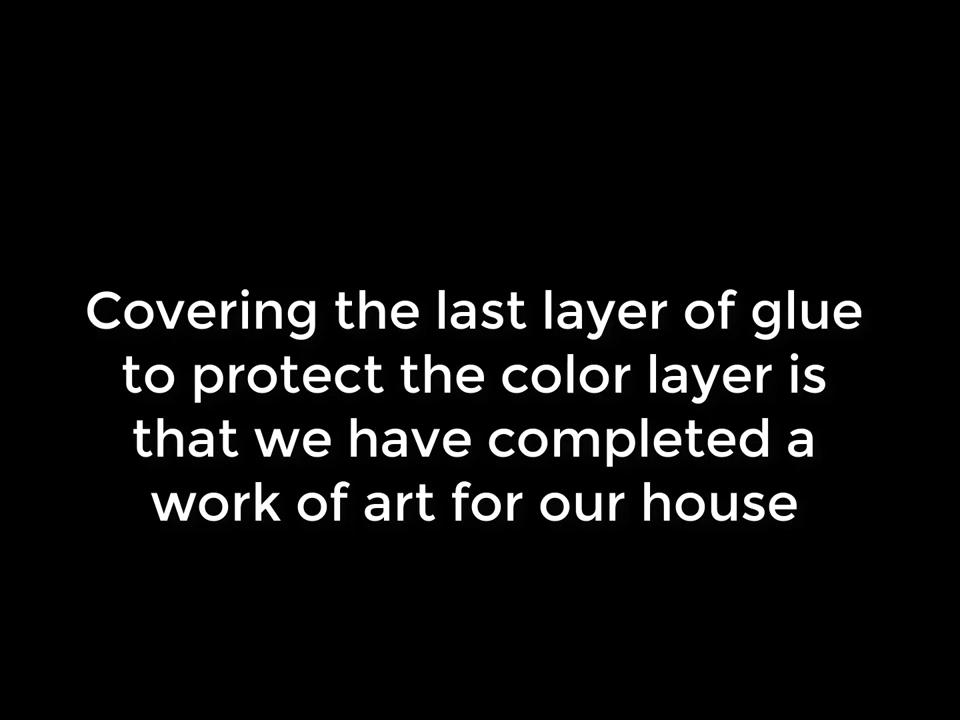 Covering the last layer of glue
to protect the color layer is
that we have completed a
work of art for our house